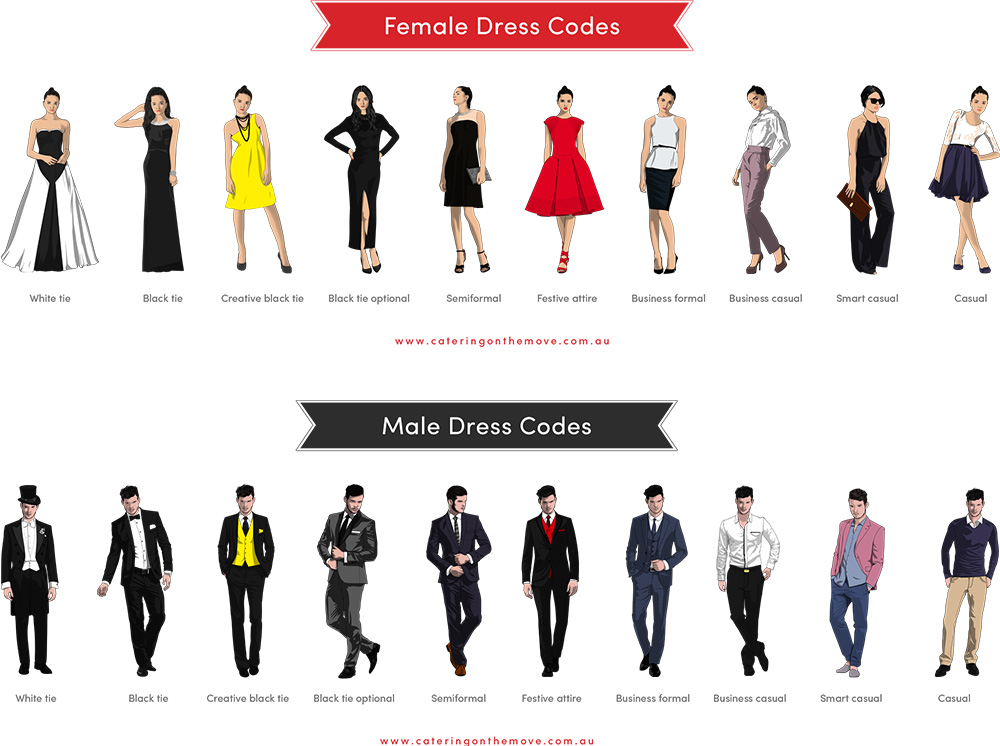 Female Dress Codes
White tie Black tie Creative black tie Black tie optional Semiformal Festive attire Business formal Business casual Smart casual Casual
www.cateringonthemove.com.au
Male Dress Codes
White tie Black tie Creative black tie Black tie optional Semiformal Festive attire Business formal Business casual Smart casual Casual
www.cateringonthemove.com.au